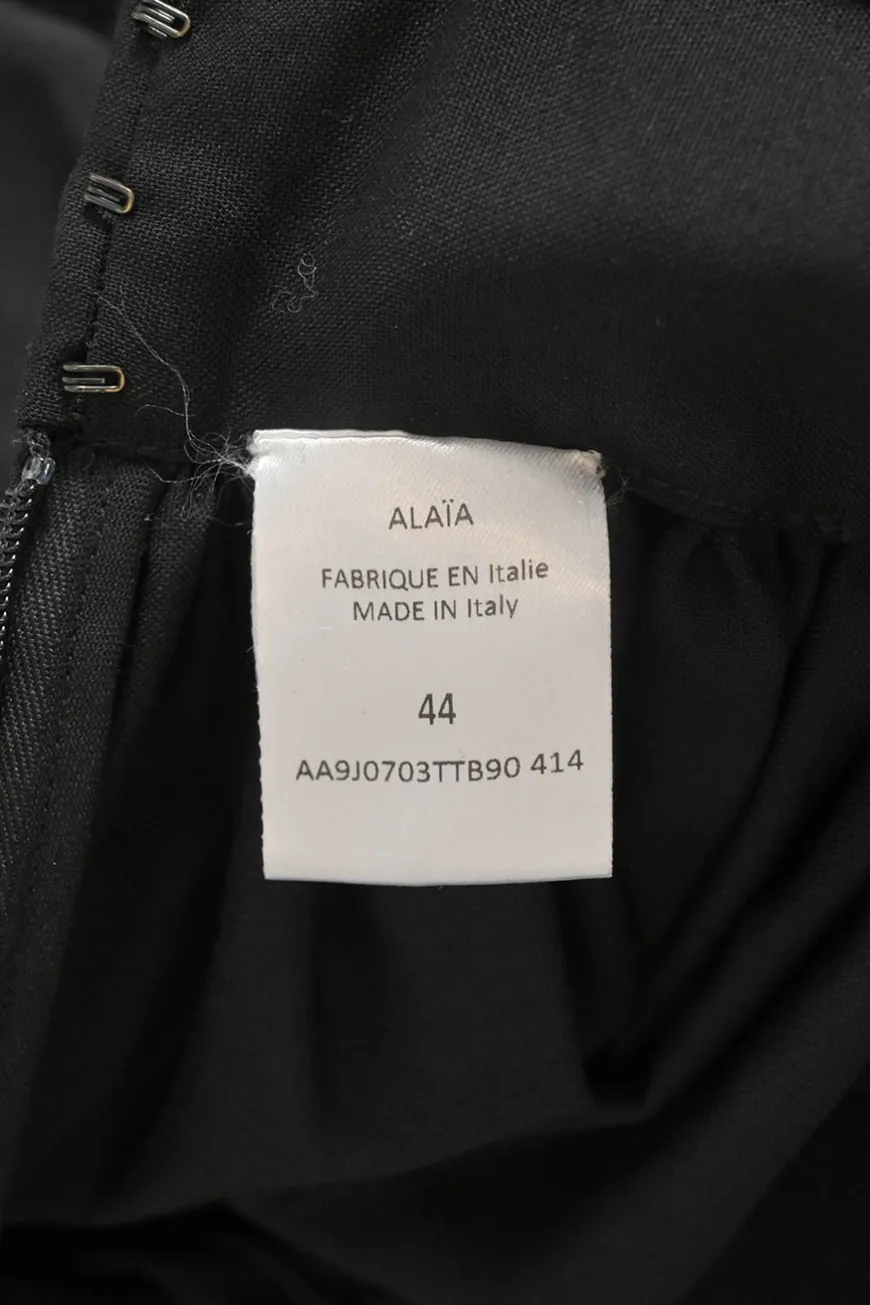 ALAÏA
FABRIQUE EN Italie
MADE IN Italy
44
AA9J0703TTB90 414